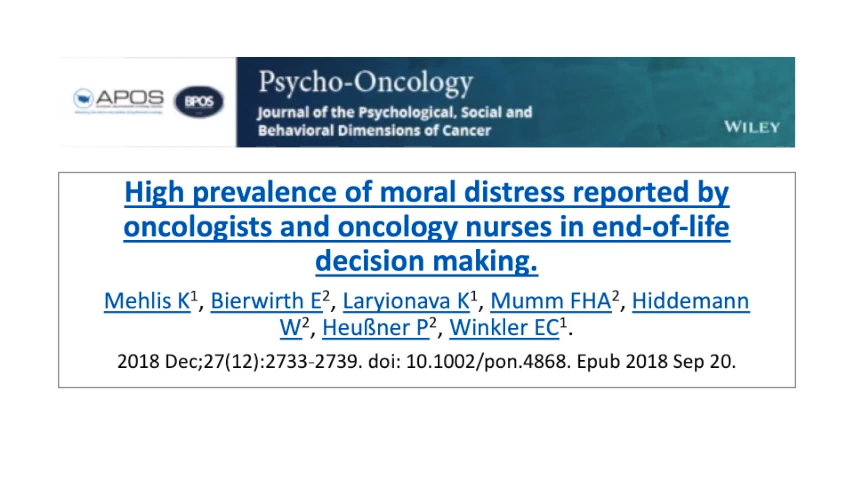 APOS
BPOS
Psycho-Oncology
Journal of the Psychological, Social and
Behavioral Dimensions of Cancer
WILEY
High prevalence of moral distress reported by
oncologists and oncology nurses in end-of-life
decision making.
Mehlis K¹, Bierwirth E², Laryionava K¹, Mumm FHA², Hiddemann
W², Heußner P², Winkler EC¹.
2018 Dec;27(12):2733-2739. doi: 10.1002/pon.4868. Epub 2018 Sep 20.